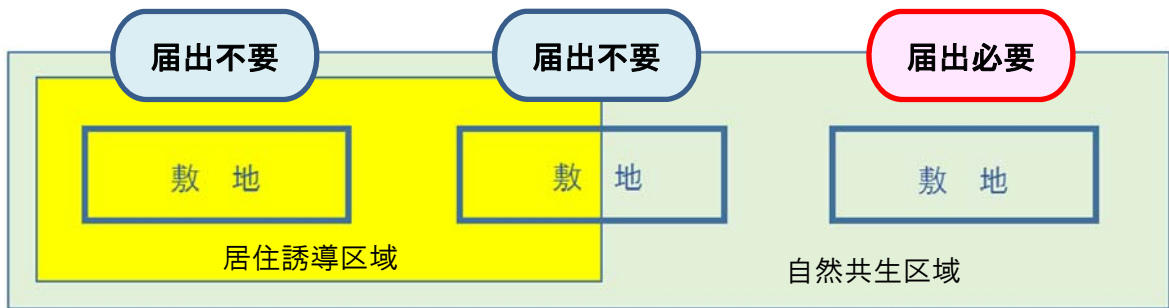 届出不要
届出不要
届出必要
敷 地
敷 地
敷 地
居住誘導区域
自然共生区域